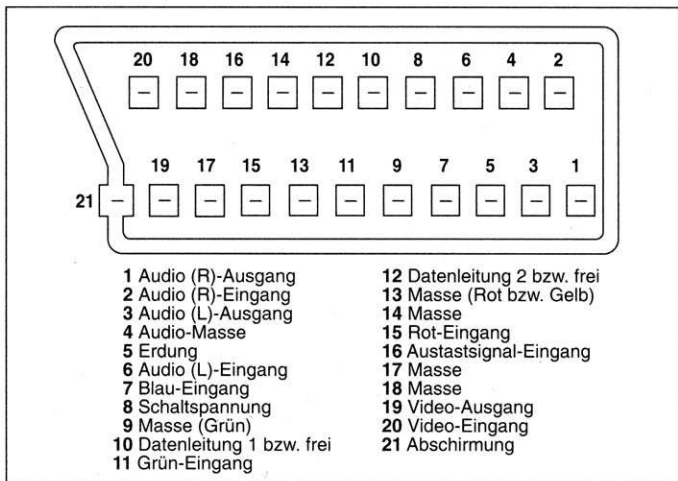 20 18 16 14 12 10 8 6 4 2
19 17 15 13 11 9 7 5 3 1
21
1 Audio (R)-Ausgang
2 Audio (R)-Eingang
3 Audio (L)-Ausgang
4 Audio-Masse
5 Erdung
6 Audio (L)-Eingang
7 Blau-Eingang
8 Schaltspannung
9 Masse (Grün)
10 Datenleitung 1 bzw. frei
11 Grün-Eingang
12 Datenleitung 2 bzw. frei
13 Masse (Rot bzw. Gelb)
14 Masse
15 Rot-Eingang
16 Austastsignal-Eingang
17 Masse
18 Masse
19 Video-Ausgang
20 Video-Eingang
21 Abschirmung